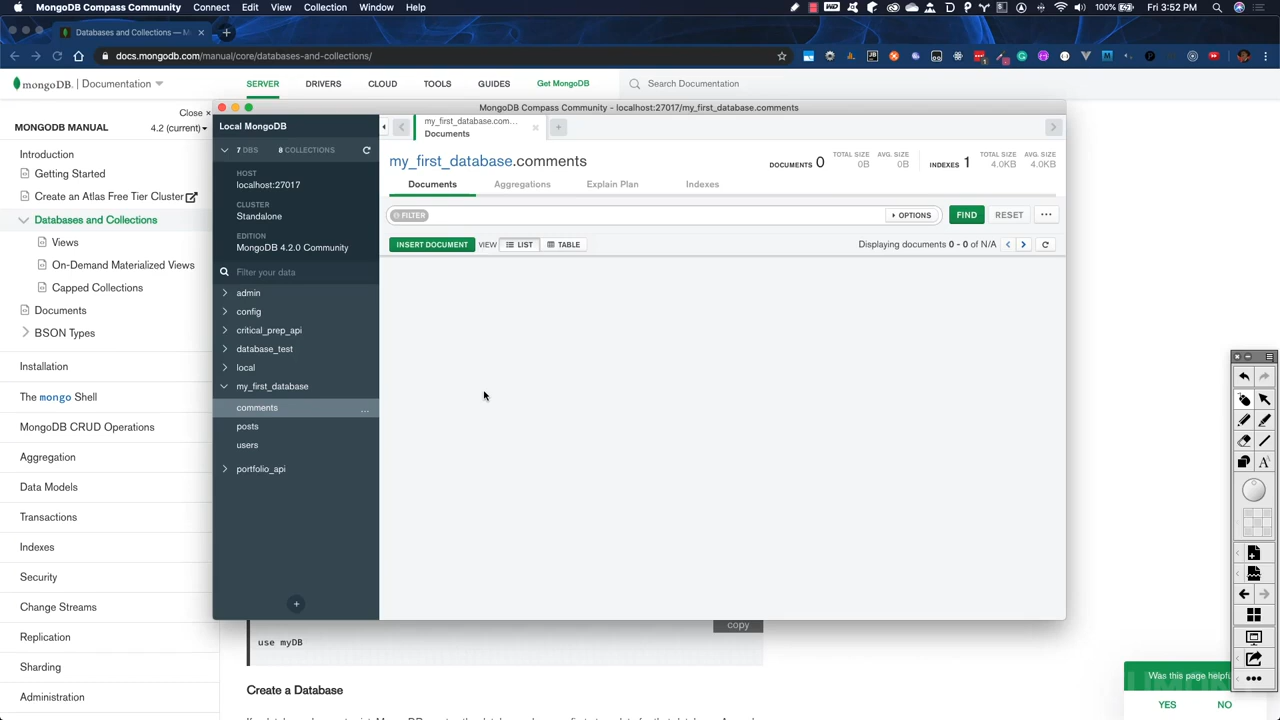 MongoDB Compass Community Connect Edit View Collection Window Help
100% Fri 3:52 PM
Databases and Collections — M
docs.mongodb.com/manual/core/databases-and-collections/
mongoDB. Documentation
SERVER DRIVERS CLOUD TOOLS GUIDES Get MongoDB Search Documentation
Close ×
MONGODB MANUAL
4.2 (current)
Introduction
Getting Started
Create an Atlas Free Tier Cluster
Databases and Collections
Views
On-Demand Materialized Views
Capped Collections
Documents
BSON Types
Installation
The mongo Shell
MongoDB CRUD Operations
Aggregation
Data Models
Transactions
Indexes
Security
Change Streams
Replication
Sharding
Administration
MongoDB Compass Community - localhost:27017/my_first_database.comments
Local MongoDB
7 DBS 8 COLLECTIONS
HOST
localhost:27017
CLUSTER
Standalone
EDITION
MongoDB 4.2.0 Community
Filter your data
admin
config
critical_prep_api
database_test
local
my_first_database
comments ...
posts
users
portfolio_api
+
my_first_database.com...
Documents
my_first_database.comments
DOCUMENTS 0 TOTAL SIZE 0B AVG. SIZE 0B INDEXES 1 TOTAL SIZE 4.0KB AVG. SIZE 4.0KB
Documents Aggregations Explain Plan Indexes
FILTER OPTIONS FIND RESET ...
INSERT DOCUMENT VIEW LIST TABLE Displaying documents 0 - 0 of N/A
copy
use myDB
Create a Database
Was this page helpfu
YES NO